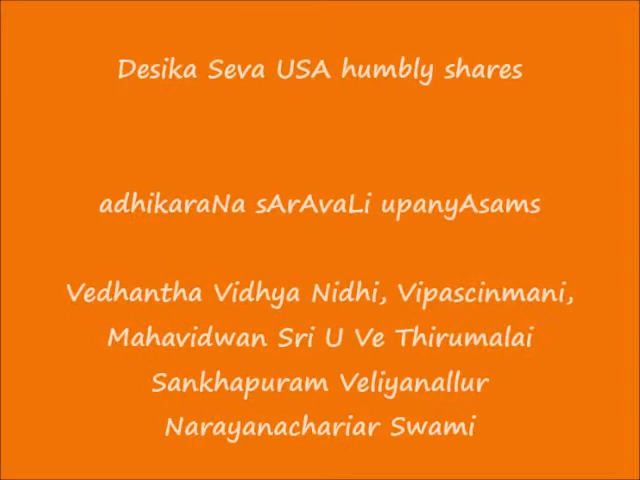 Desika Seva USA humbly shares
adhikaraNa sArAvaLi upanyAsams
Vedhantha Vidhya Nidhi, Vipascinmani,
Mahavidwan Sri U Ve Thirumalai
Sankhapuram Veliyanallur
Narayanachariar Swami